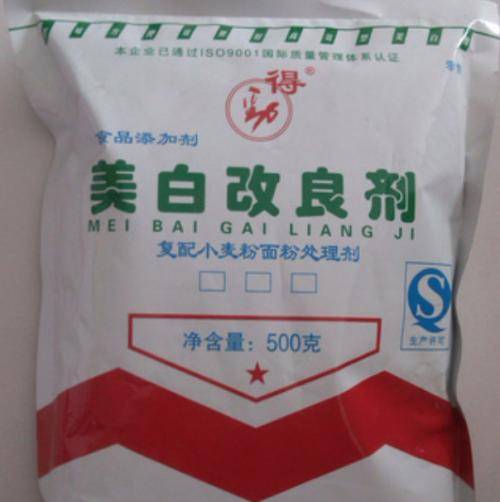 本企业已通过ISO9001国际质量管理体系认证
得®
劲
食品添加剂
美白改良剂
MEI BAI GAI LIANG JI
复配小麦粉面粉处理剂
净含量：500克
生产许可